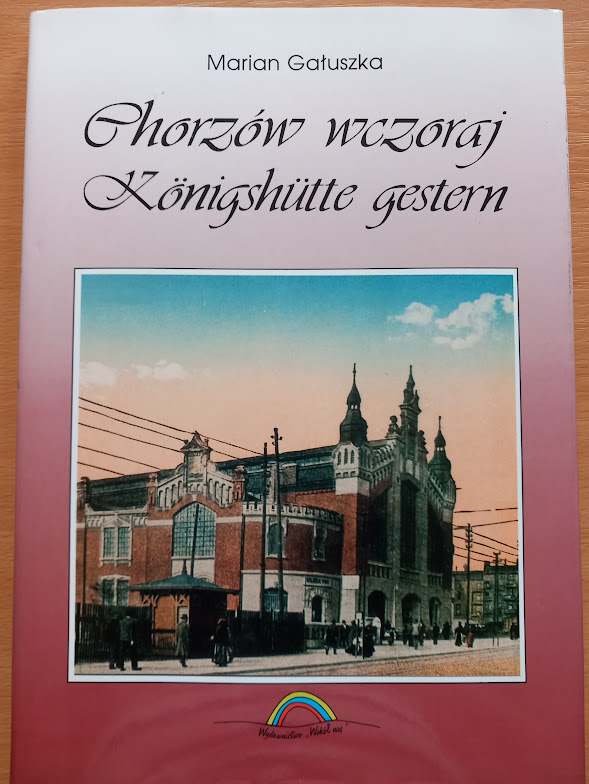 Marian Gałuszka
Chorzów wczoraj
Königshütte gestern
Wydawnictwo „Wokół nas”